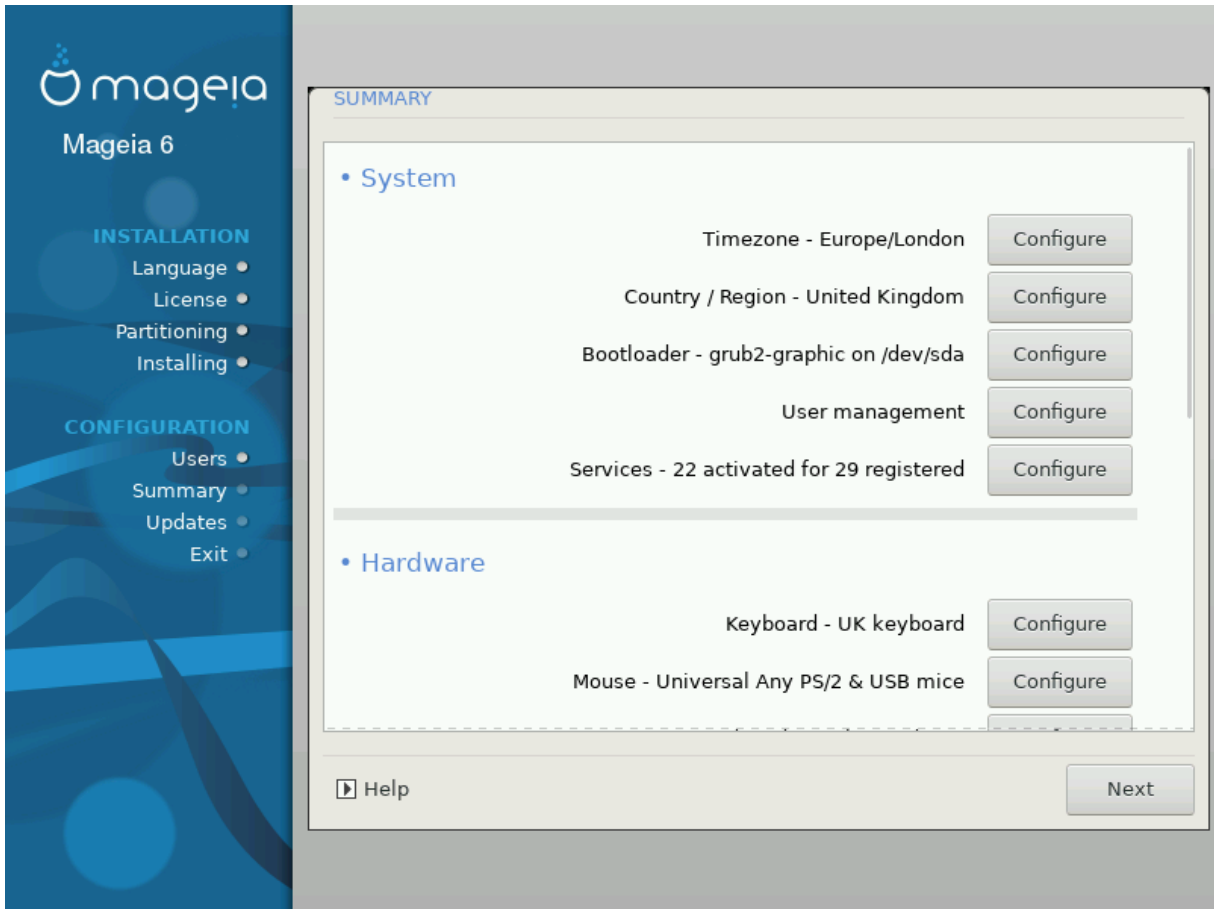 mageia
Mageia 6
INSTALLATION
Language
License
Partitioning
Installing
CONFIGURATION
Users
Summary
Updates
Exit
SUMMARY
• System
Timezone - Europe/London Configure
Country / Region - United Kingdom Configure
Bootloader - grub2-graphic on /dev/sda Configure
User management Configure
Services - 22 activated for 29 registered Configure
• Hardware
Keyboard - UK keyboard Configure
Mouse - Universal Any PS/2 & USB mice Configure
Help Next